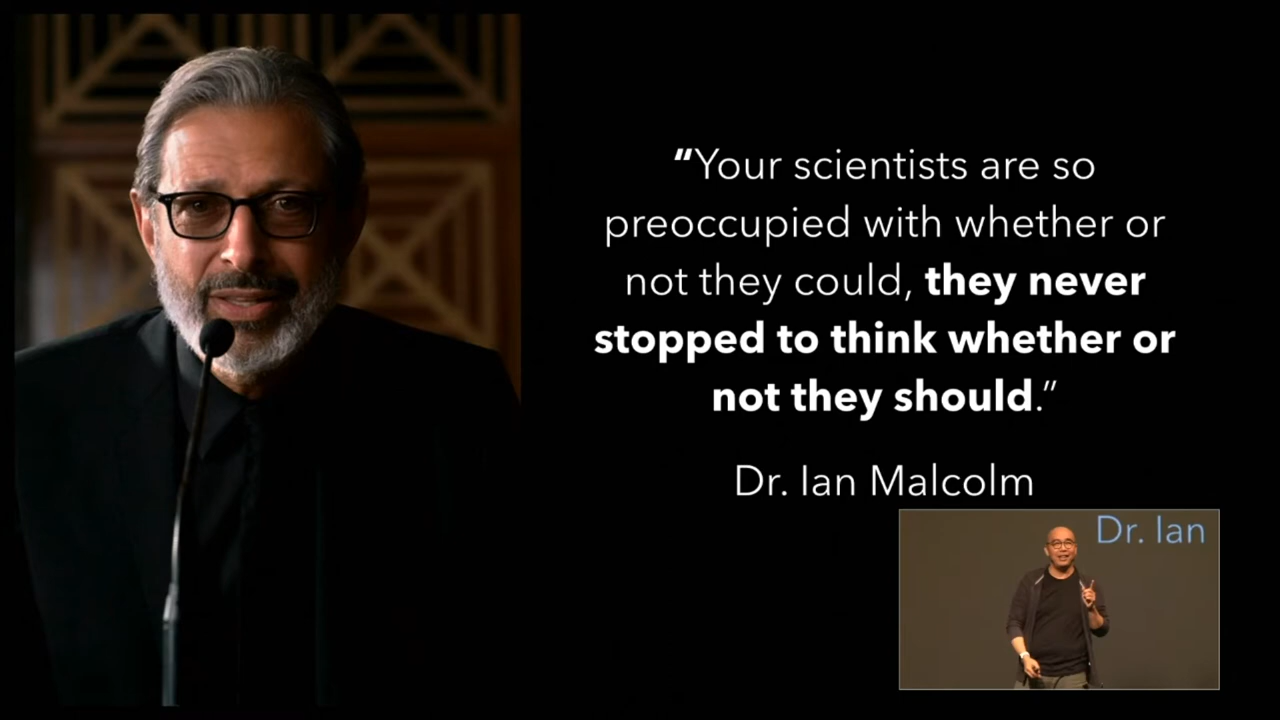 “Your scientists are so
preoccupied with whether or
not they could, they never
stopped to think whether or
not they should.”
Dr. Ian Malcolm
Dr. Ian